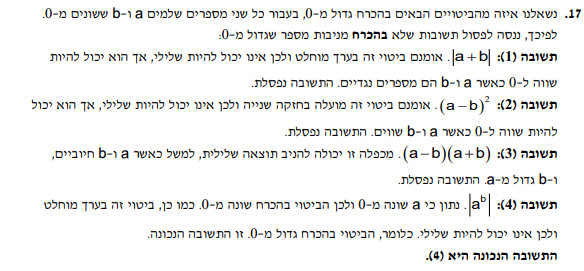 17. נשאלנו איזה מהביטויים הבאים בהכרח גדול מ-0, בעבור כל שני מספרים שלמים a ו-b ששונים מ-0.
לפיכך, ננסה לפסול תשובות שלא בהכרח מניבות מספר שגדול מ-0:
תשובה (1): |a+b|. אומנם ביטוי זה בערך מוחלט ולכן אינו יכול להיות שלילי, אך הוא יכול להיות
שווה ל-0 כאשר a ו-b הם מספרים נגדיים. התשובה נפסלת.
תשובה (2): (a−b)². אומנם ביטוי זה מועלה בחזקה שנייה ולכן אינו יכול להיות שלילי, אך הוא יכול
להיות שווה ל-0 כאשר a ו-b שווים. התשובה נפסלת.
תשובה (3): (a−b)(a+b). מכפלה זו יכולה להניב תוצאה שלילית, למשל כאשר a ו-b חיוביים,
ו-b גדול מ-a. התשובה נפסלת.
תשובה (4): |aᵇ|. נתון כי a שונה מ-0 ולכן הביטוי בהכרח שונה מ-0. כמו כן, ביטוי זה בערך מוחלט
ולכן אינו יכול להיות שלילי. כלומר, הביטוי בהכרח גדול מ-0. זו התשובה הנכונה.
התשובה הנכונה היא (4).